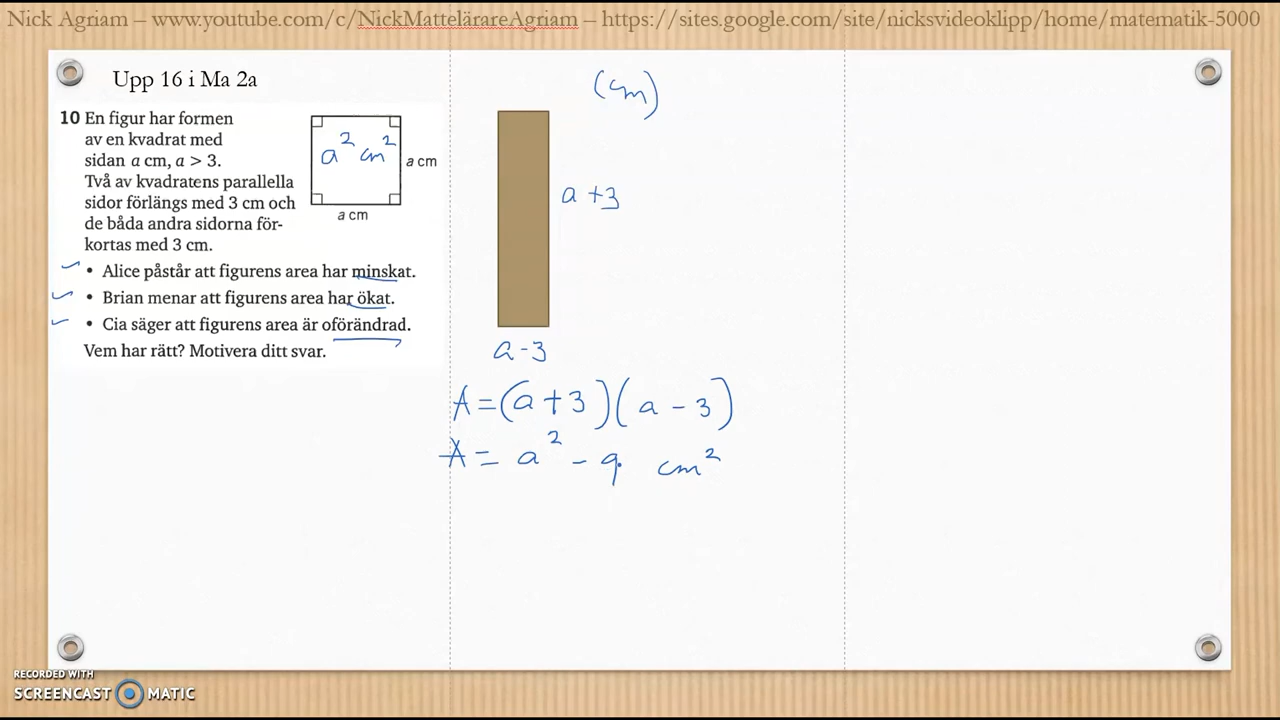 Nick Agriam – www.youtube.com/c/NickMattelärareAgriam – https://sites.google.com/site/nicksvideoklipp/home/matematik-5000
Upp 16 i Ma 2a
10 En figur har formen
av en kvadrat med
sidan a cm, a > 3.
Två av kvadratens parallella
sidor förlängs med 3 cm och
de båda andra sidorna för-
kortas med 3 cm.
a² cm²
a cm
a cm
• Alice påstår att figurens area har minskat.
• Brian menar att figurens area har ökat.
• Cia säger att figurens area är oförändrad.
Vem har rätt? Motivera ditt svar.
(cm)
a + 3
a - 3
A = (a + 3)(a - 3)
A = a² - 9 cm²
RECORDED WITH
SCREENCAST MATIC